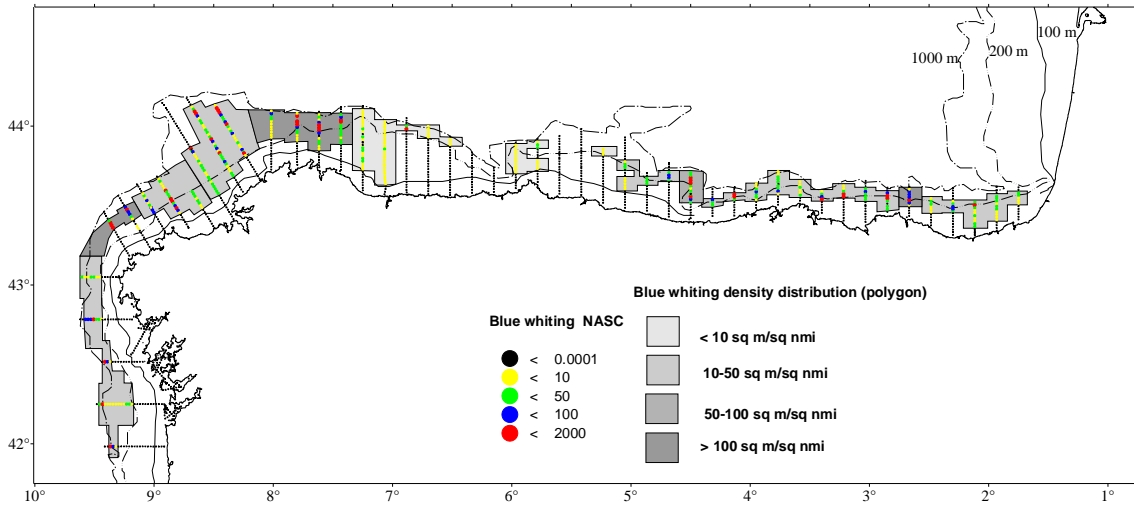 1000 m
200 m
100 m
44°
43°
42°
Blue whiting density distribution (polygon)
Blue whiting NASC
< 0.0001
< 10
< 50
< 100
< 2000
< 10 sq m/sq nmi
10-50 sq m/sq nmi
50-100 sq m/sq nmi
> 100 sq m/sq nmi
10° 9° 8° 7° 6° 5° 4° 3° 2° 1°